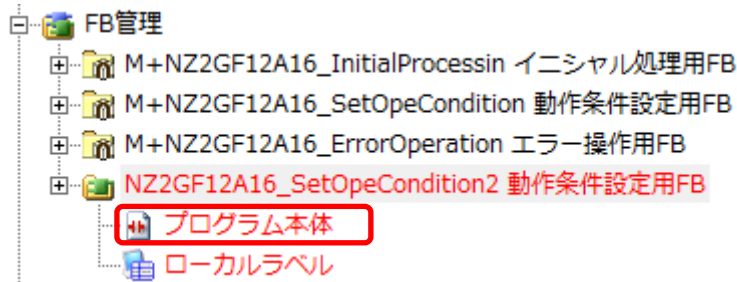 FB管理
M+NZ2GF12A16_InitialProcessin イニシャル処理用FB
M+NZ2GF12A16_SetOpeCondition 動作条件設定用FB
M+NZ2GF12A16_ErrorOperation エラー操作用FB
NZ2GF12A16_SetOpeCondition2 動作条件設定用FB
プログラム本体
ローカルラベル